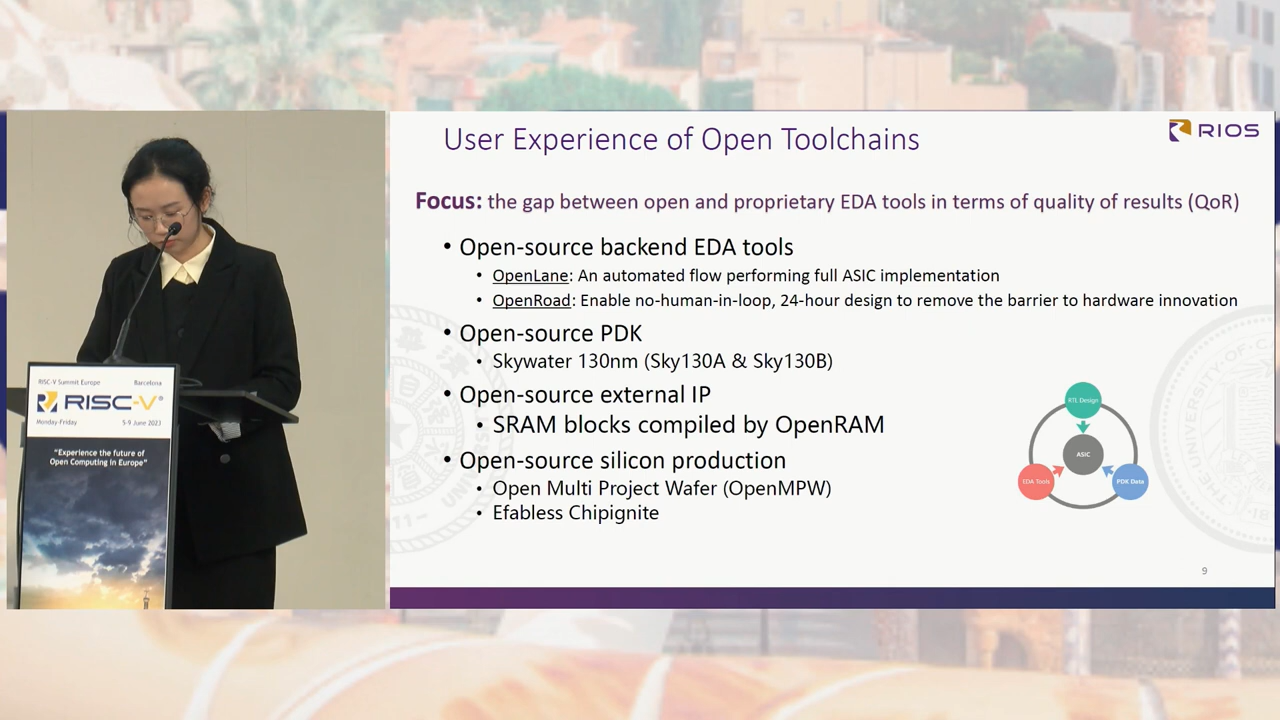 User Experience of Open Toolchains
RIOS
Focus: the gap between open and proprietary EDA tools in terms of quality of results (QoR)
• Open-source backend EDA tools
• OpenLane: An automated flow performing full ASIC implementation
• OpenRoad: Enable no-human-in-loop, 24-hour design to remove the barrier to hardware innovation
• Open-source PDK
• Skywater 130nm (Sky130A & Sky130B)
• Open-source external IP
• SRAM blocks compiled by OpenRAM
• Open-source silicon production
• Open Multi Project Wafer (OpenMPW)
• Efabless Chipignite
RTL Design
ASIC
EDA Tools
PDK Data
9
RISC-V Summit Europe Barcelona
RISC-V®
Monday-Friday 5-9 June 2023
"Experience the future of
Open Computing in Europe"